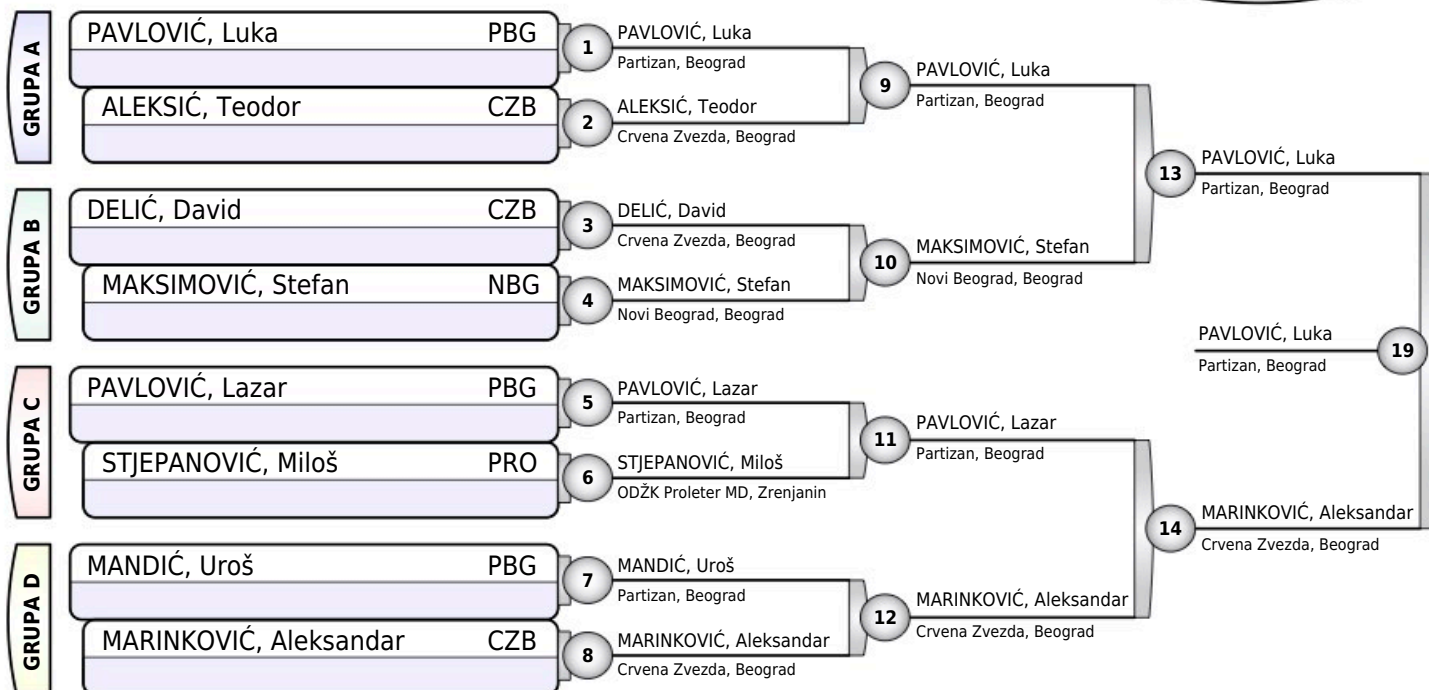 GRUPA A
PAVLOVIĆ, Luka PBG
ALEKSIĆ, Teodor CZB
1
PAVLOVIĆ, Luka
Partizan, Beograd
2
ALEKSIĆ, Teodor
Crvena Zvezda, Beograd
9
PAVLOVIĆ, Luka
Partizan, Beograd
GRUPA B
DELIĆ, David CZB
MAKSIMOVIĆ, Stefan NBG
3
DELIĆ, David
Crvena Zvezda, Beograd
4
MAKSIMOVIĆ, Stefan
Novi Beograd, Beograd
10
MAKSIMOVIĆ, Stefan
Novi Beograd, Beograd
13
PAVLOVIĆ, Luka
Partizan, Beograd
GRUPA C
PAVLOVIĆ, Lazar PBG
STJEPANOVIĆ, Miloš PRO
5
PAVLOVIĆ, Lazar
Partizan, Beograd
6
STJEPANOVIĆ, Miloš
ODŽK Proleter MD, Zrenjanin
11
PAVLOVIĆ, Lazar
Partizan, Beograd
GRUPA D
MANDIĆ, Uroš PBG
MARINKOVIĆ, Aleksandar CZB
7
MANDIĆ, Uroš
Partizan, Beograd
8
MARINKOVIĆ, Aleksandar
Crvena Zvezda, Beograd
12
MARINKOVIĆ, Aleksandar
Crvena Zvezda, Beograd
14
MARINKOVIĆ, Aleksandar
Crvena Zvezda, Beograd
PAVLOVIĆ, Luka
Partizan, Beograd
19